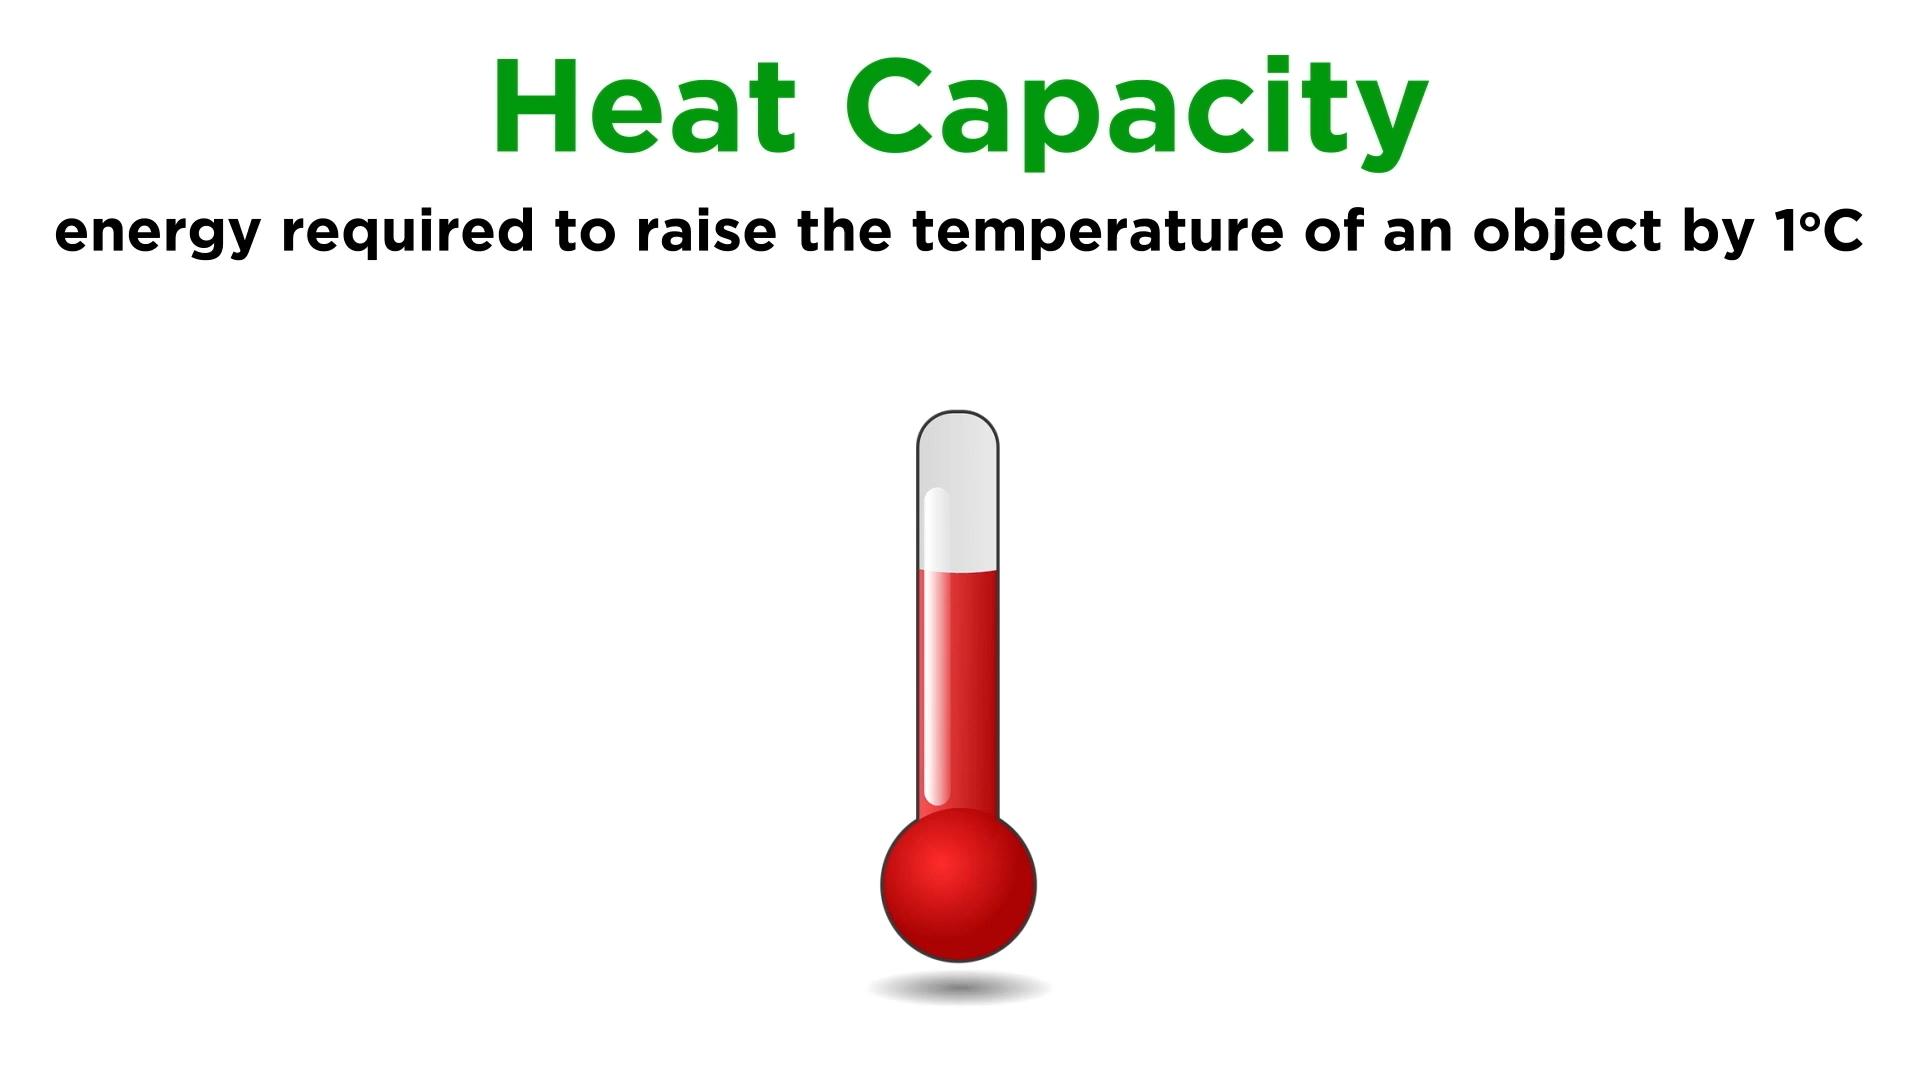 Heat Capacity
energy required to raise the temperature of an object by 1°C